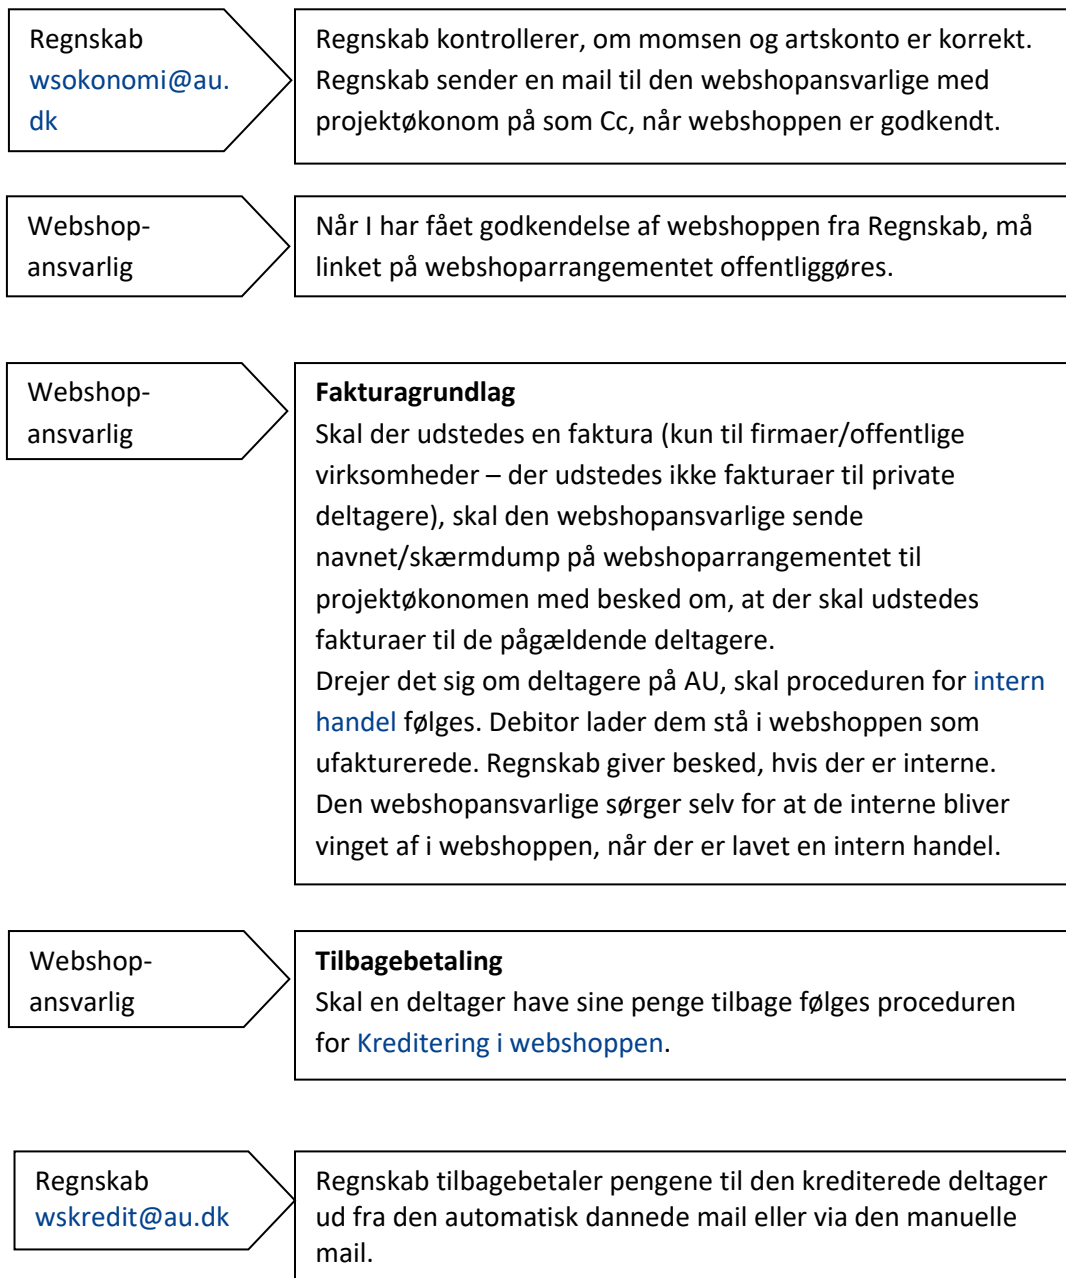 Regnskab
wsokonomi@au.
dk
Regnskab kontrollerer, om momsen og artskonto er korrekt.
Regnskab sender en mail til den webshopansvarlige med
projektøkonom på som Cc, når webshoppen er godkendt.
Webshop-
ansvarlig
Når I har fået godkendelse af webshoppen fra Regnskab, må
linket på webshoparrangementet offentliggøres.
Webshop-
ansvarlig
Fakturagrundlag
Skal der udstedes en faktura (kun til firmaer/offentlige
virksomheder – der udstedes ikke fakturaer til private
deltagere), skal den webshopansvarlige sende
navnet/skærmdump på webshoparrangementet til
projektøkonomen med besked om, at der skal udstedes
fakturaer til de pågældende deltagere.
Drejer det sig om deltagere på AU, skal proceduren for intern
handel følges. Debitor lader dem stå i webshoppen som
ufakturerede. Regnskab giver besked, hvis der er interne.
Den webshopansvarlige sørger selv for at de interne bliver
vinget af i webshoppen, når der er lavet en intern handel.
Webshop-
ansvarlig
Tilbagebetaling
Skal en deltager have sine penge tilbage følges proceduren
for Kreditering i webshoppen.
Regnskab
wskredit@au.dk
Regnskab tilbagebetaler pengene til den krediterede deltager
ud fra den automatisk dannede mail eller via den manuelle
mail.